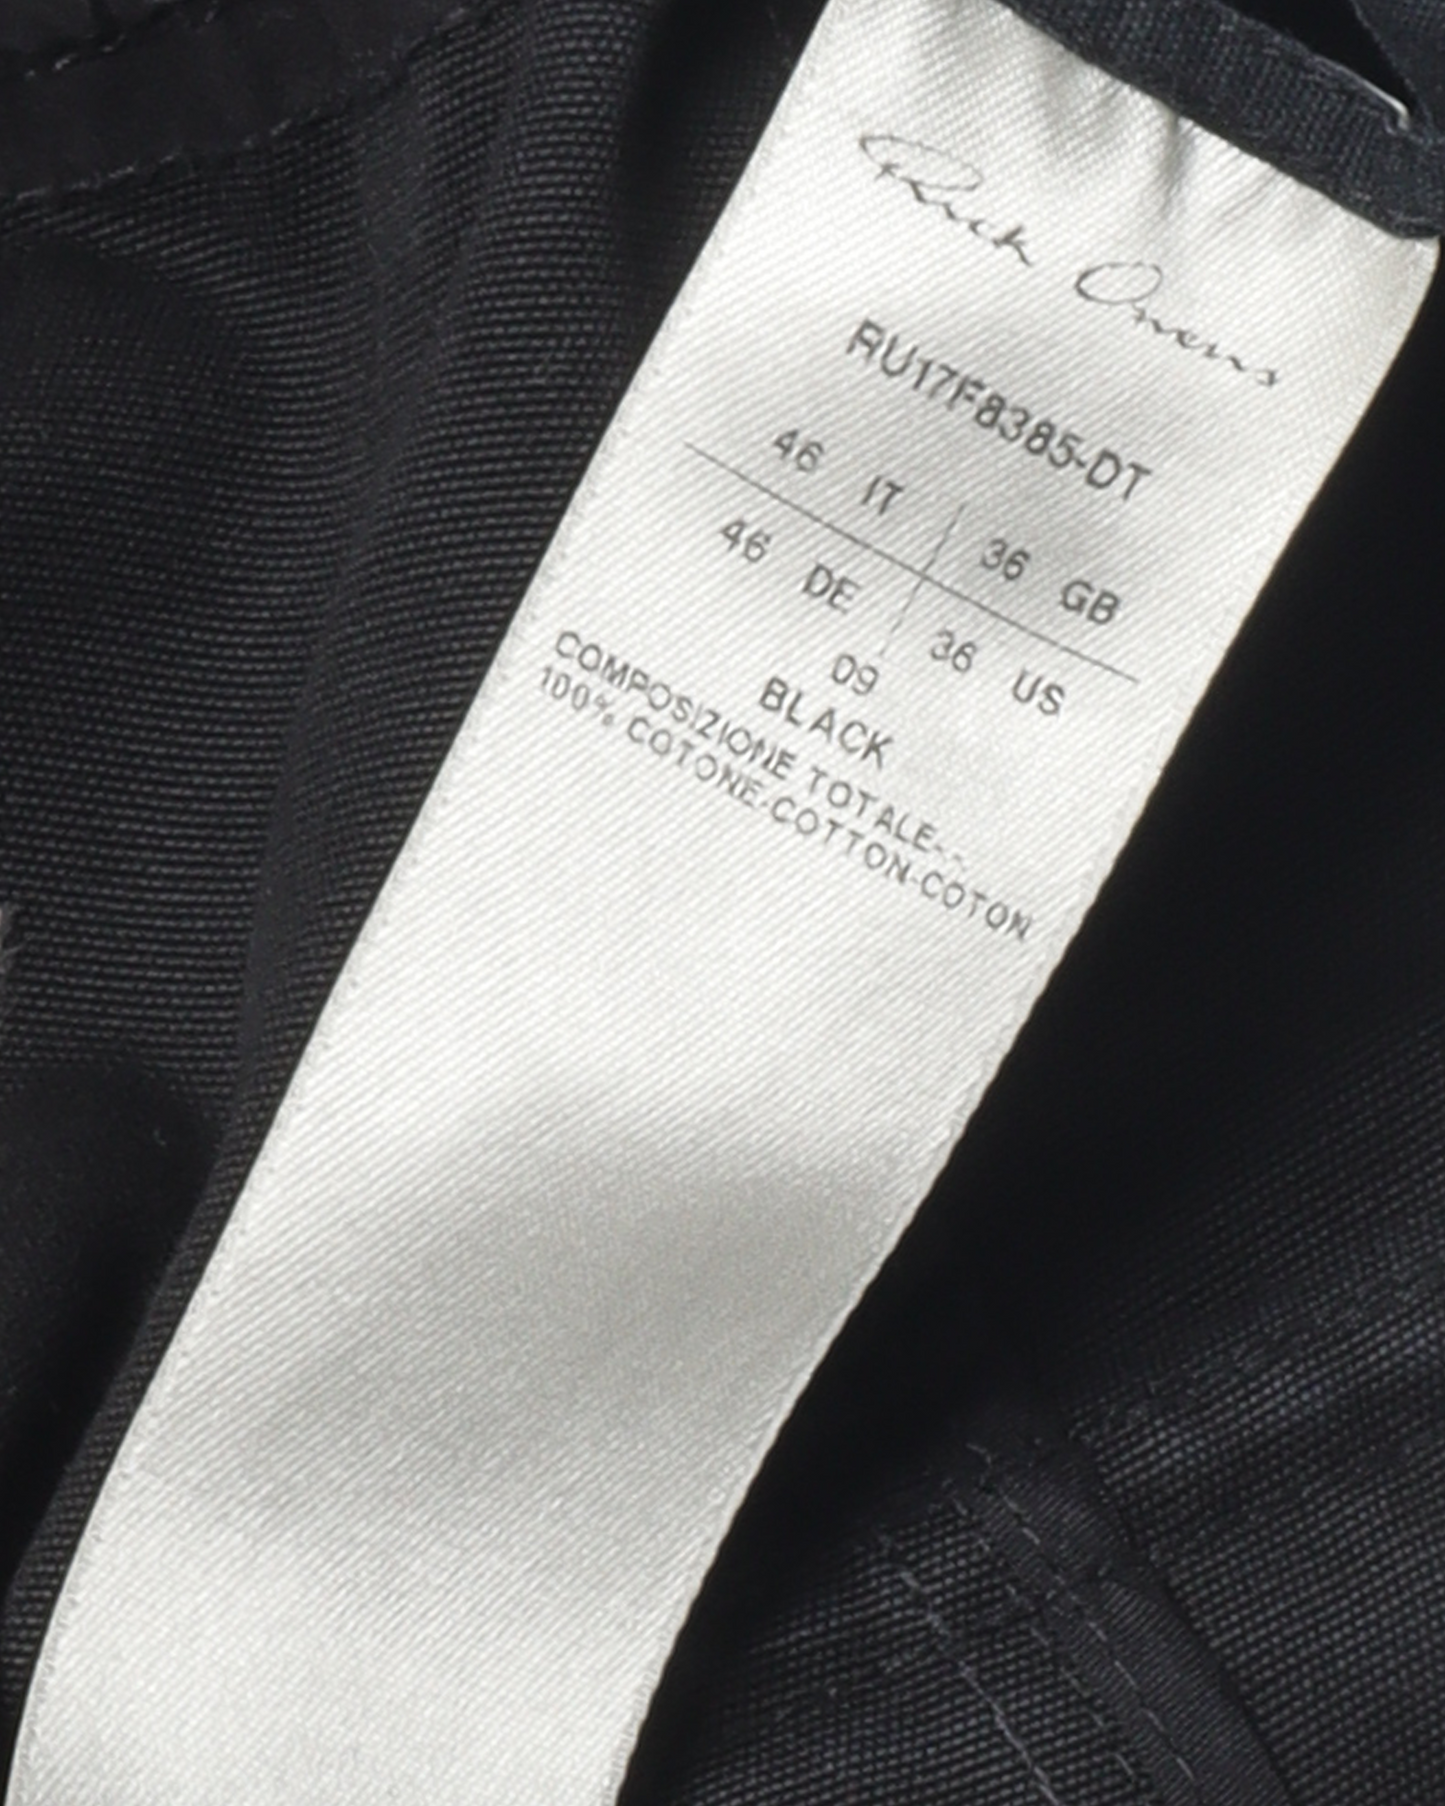 Rick Owens
RU17F8385-DT
46 IT 36 GB
46 DE 36 US
09
BLACK
COMPOSIZIONE TOTALE--
100% COTONE-COTTON-COTON